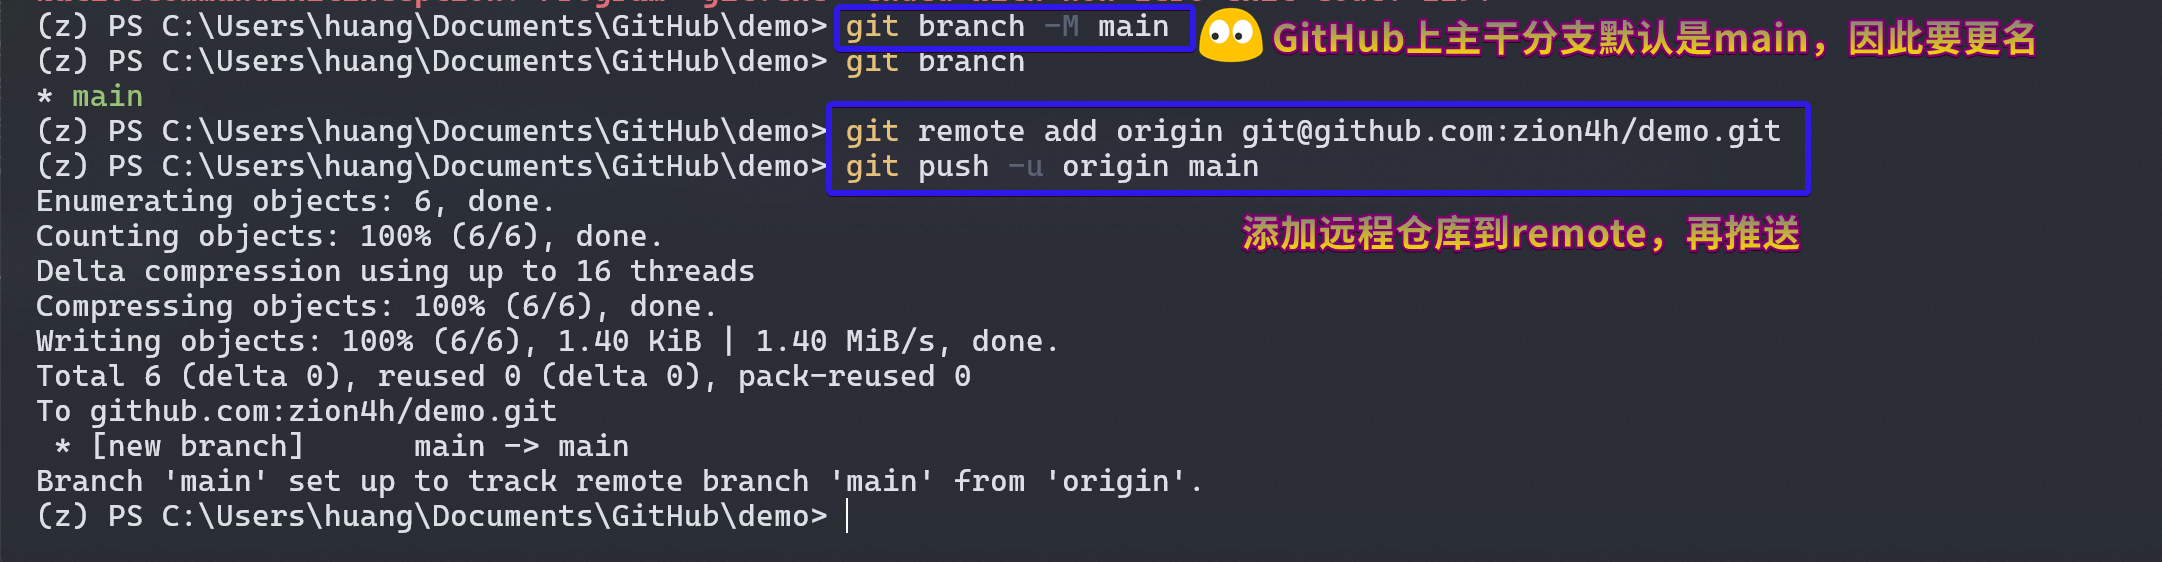 (z) PS C:\Users\huang\Documents\GitHub\demo> git branch -M main
GitHub上主干分支默认是main，因此要更名
(z) PS C:\Users\huang\Documents\GitHub\demo> git branch
* main
(z) PS C:\Users\huang\Documents\GitHub\demo> git remote add origin git@github.com:zion4h/demo.git
(z) PS C:\Users\huang\Documents\GitHub\demo> git push -u origin main
Enumerating objects: 6, done.
添加远程仓库到remote，再推送
Counting objects: 100% (6/6), done.
Delta compression using up to 16 threads
Compressing objects: 100% (6/6), done.
Writing objects: 100% (6/6), 1.40 KiB | 1.40 MiB/s, done.
Total 6 (delta 0), reused 0 (delta 0), pack-reused 0
To github.com:zion4h/demo.git
 * [new branch]      main -> main
Branch 'main' set up to track remote branch 'main' from 'origin'.
(z) PS C:\Users\huang\Documents\GitHub\demo>